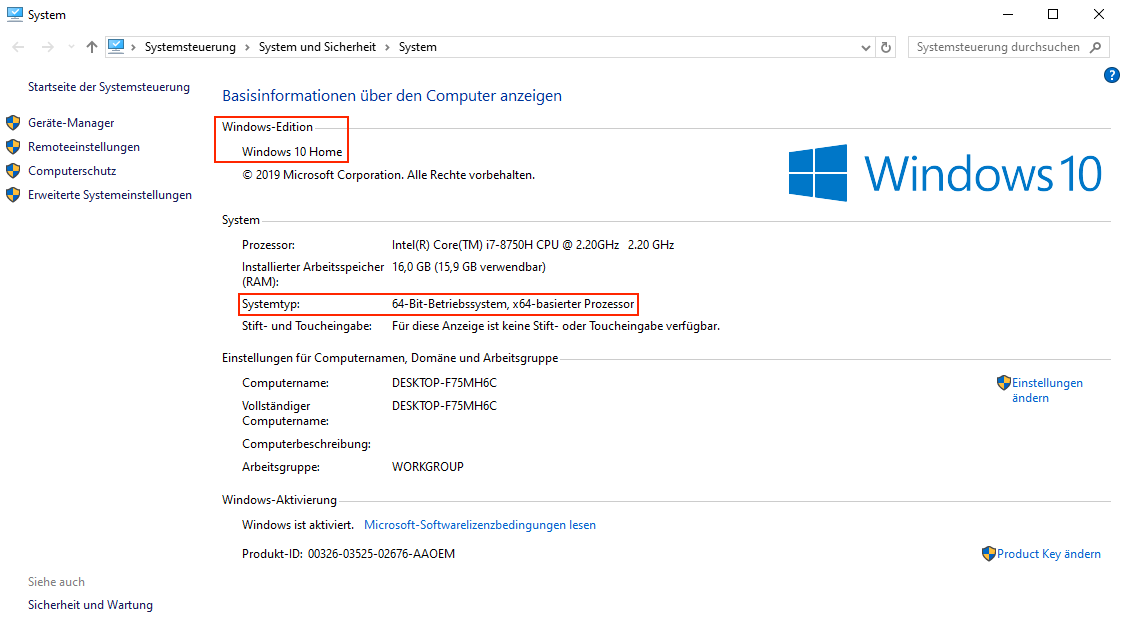 System
Systemsteuerung > System und Sicherheit > System
Systemsteuerung durchsuchen
?
Startseite der Systemsteuerung
Geräte-Manager
Remoteeinstellungen
Computerschutz
Erweiterte Systemeinstellungen
Basisinformationen über den Computer anzeigen
Windows-Edition
Windows 10 Home
© 2019 Microsoft Corporation. Alle Rechte vorbehalten.
Windows 10
System
Prozessor: Intel(R) Core(TM) i7-8750H CPU @ 2.20GHz 2.20 GHz
Installierter Arbeitsspeicher 16,0 GB (15,9 GB verwendbar)
(RAM):
Systemtyp: 64-Bit-Betriebssystem, x64-basierter Prozessor
Stift- und Toucheingabe: Für diese Anzeige ist keine Stift- oder Toucheingabe verfügbar.
Einstellungen für Computernamen, Domäne und Arbeitsgruppe
Computername: DESKTOP-F75MH6C
Einstellungen
ändern
Vollständiger DESKTOP-F75MH6C
Computername:
Computerbeschreibung:
Arbeitsgruppe: WORKGROUP
Windows-Aktivierung
Windows ist aktiviert. Microsoft-Softwarelizenzbedingungen lesen
Produkt-ID: 00326-03525-02676-AAOEM
Product Key ändern
Siehe auch
Sicherheit und Wartung